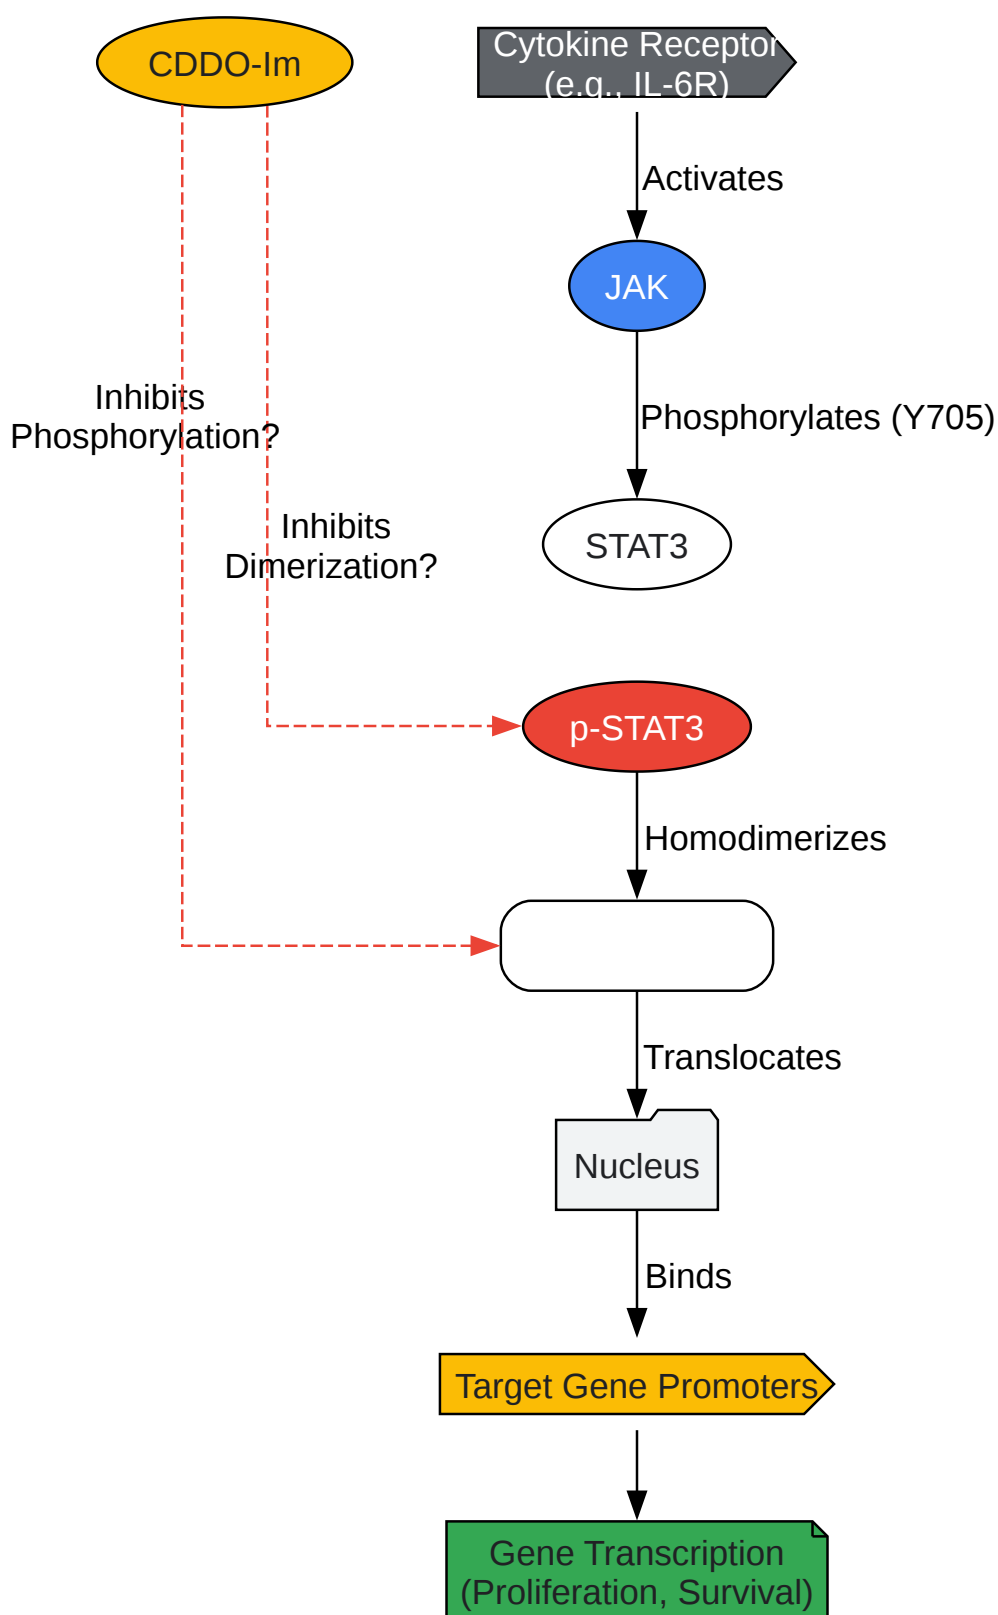 CDDO-Im
Cytokine Receptor
(e.g., IL-6R)
Activates
JAK
Inhibits
Phosphorylation?
Phosphorylates (Y705)
Inhibits
Dimerization?
STAT3
p-STAT3
Homodimerizes
Translocates
Nucleus
Binds
Target Gene Promoters
Gene Transcription
(Proliferation, Survival)